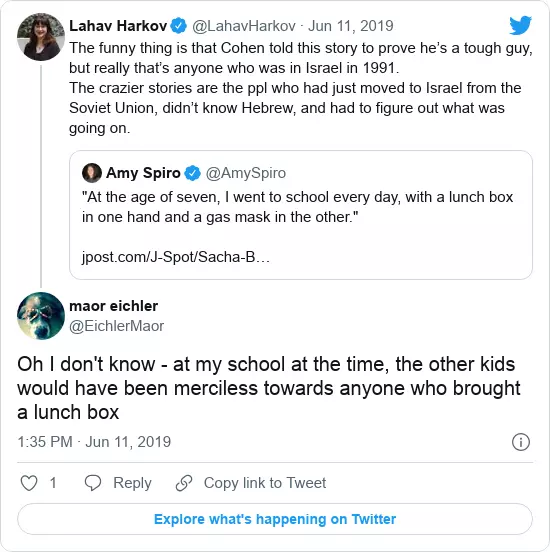 Lahav Harkov @LahavHarkov · Jun 11, 2019
The funny thing is that Cohen told this story to prove he's a tough guy,
but really that's anyone who was in Israel in 1991.
The crazier stories are the ppl who had just moved to Israel from the
Soviet Union, didn't know Hebrew, and had to figure out what was
going on.
Amy Spiro @AmySpiro
"At the age of seven, I went to school every day, with a lunch box
in one hand and a gas mask in the other."
jpost.com/J-Spot/Sacha-B…
maor eichler
@EichlerMaor
Oh I don't know - at my school at the time, the other kids
would have been merciless towards anyone who brought
a lunch box
1:35 PM · Jun 11, 2019
1 Reply Copy link to Tweet
Explore what's happening on Twitter